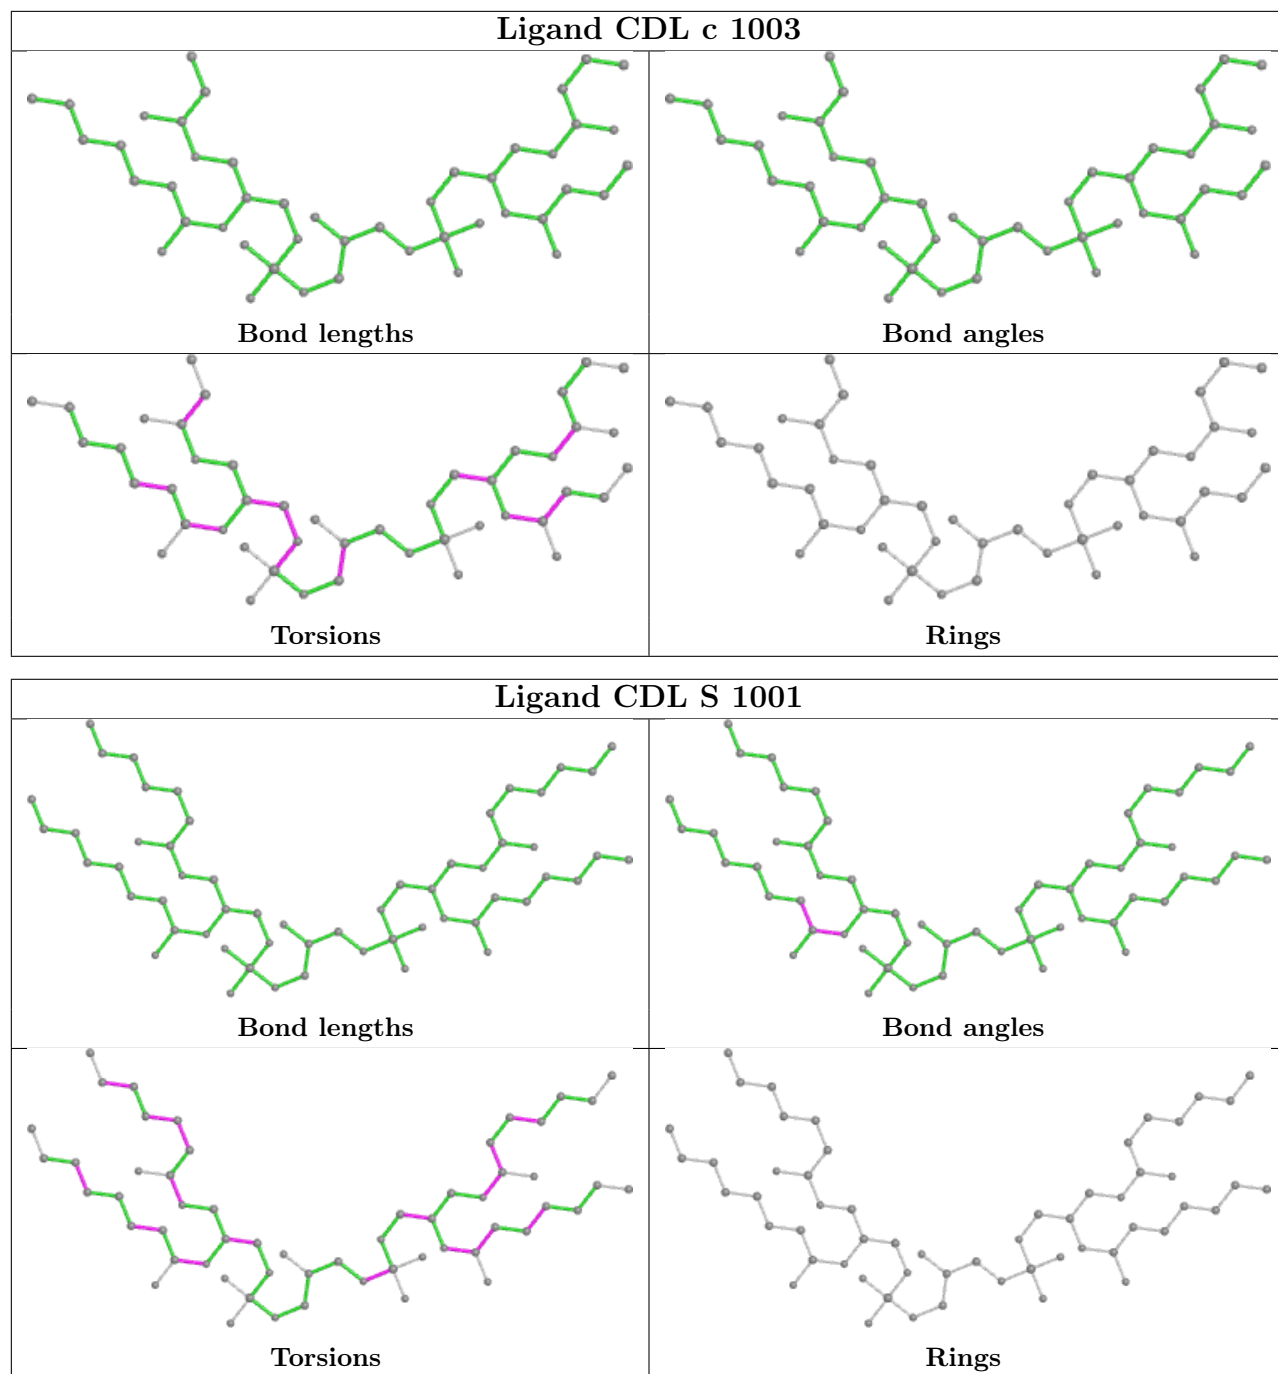 Ligand CDL c 1003
Bond lengths
Bond angles
Torsions
Rings
Ligand CDL S 1001
Bond lengths
Bond angles
Torsions
Rings